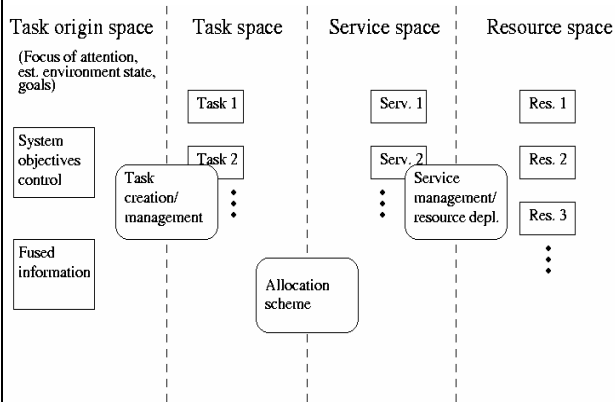 Task origin space
Task space
Service space
Resource space
(Focus of attention,
est. environment state,
goals)
Task 1
Serv. 1
Res. 1
System
objectives
control
Task 2
Serv. 2
Res. 2
Task
creation/
management
Service
management/
resource depl.
Res. 3
Fused
information
Allocation
scheme